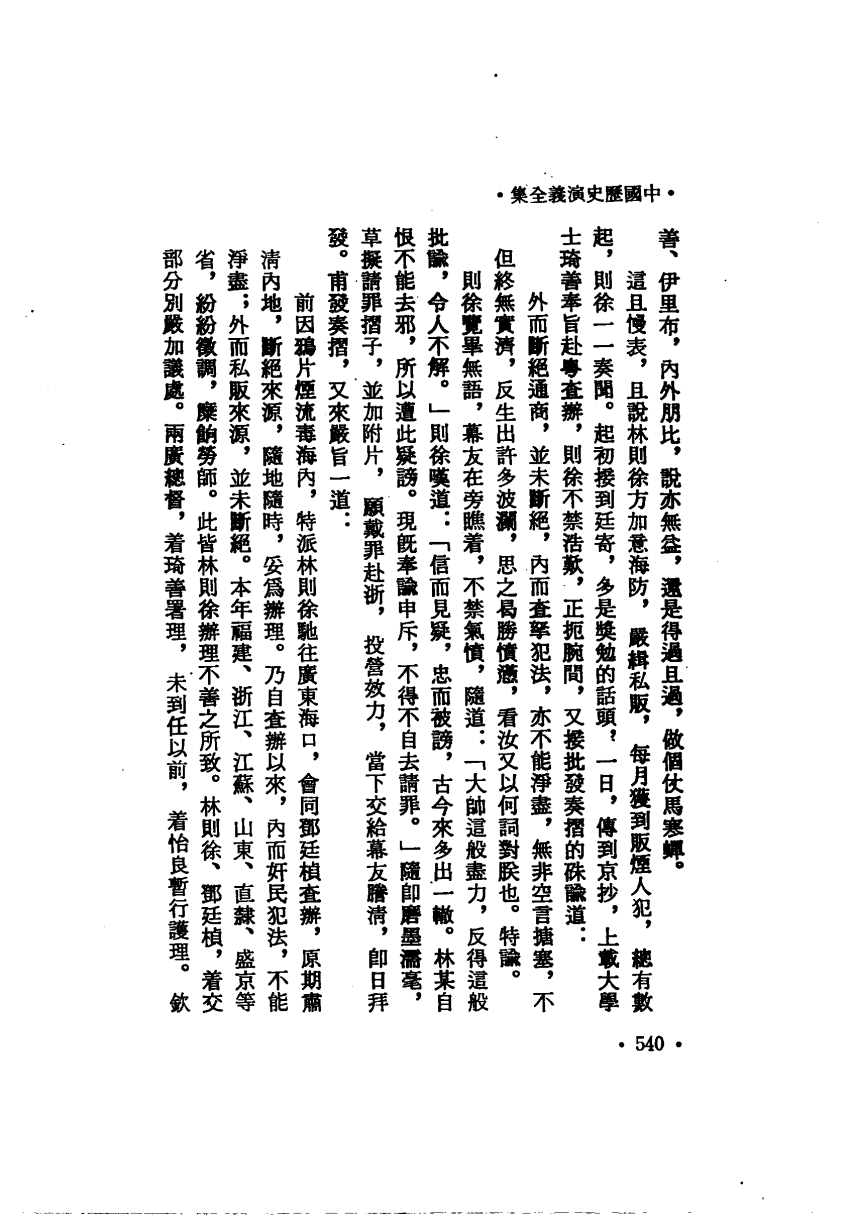 •中國歷史演義全集•
善、伊里布，內外朋比，說亦無益，還是得過且過，做個仗馬寒蟬。
這且慢表，且說林則徐方加意海防，嚴緝私販，每月獲到販煙人犯，總有數
起，則徐一一奏聞。起初接到廷寄，多是獎勉的話頭，一日，傳到京抄，上載大學
士琦善奉旨赴粵查辦，則徐不禁浩歎，正扼腕間，又接批發奏摺的硃諭道：
外而斷絕通商，並未斷絕，內而查拏犯法，亦不能淨盡，無非空言搪塞，不
但終無實濟，反生出許多波瀾，思之曷勝憤懣，看汝又以何詞對朕也。特諭。
則徐覽畢無語，幕友在旁瞧着，不禁氣憤，隨道：「大帥這般盡力，反得這般
批諭，令人不解。」則徐嘆道：「信而見疑，忠而被謗，古今來多出一轍。林某自
恨不能去邪，所以遭此疑謗。現旣奉諭申斥，不得不自去請罪。」隨卽磨墨濡毫，
草擬請罪摺子，並加附片，願戴罪赴浙，投營效力，當下交給幕友謄清，卽日拜
發。甫發奏摺，又來嚴旨一道：
前因鴉片煙流毒海內，特派林則徐馳往廣東海口，會同鄧廷楨查辦，原期肅
清內地，斷絕來源，隨地隨時，妥爲辦理。乃自查辦以來，內而奸民犯法，不能
淨盡；外而私販來源，並未斷絕。本年福建、浙江、江蘇、山東、直隸、盛京等
省，紛紛徵調，糜餉勞師。此皆林則徐辦理不善之所致。林則徐、鄧廷楨，着交
部分別嚴加議處。兩廣總督，着琦善署理，未到任以前，着怡良暫行護理。欽
•540•